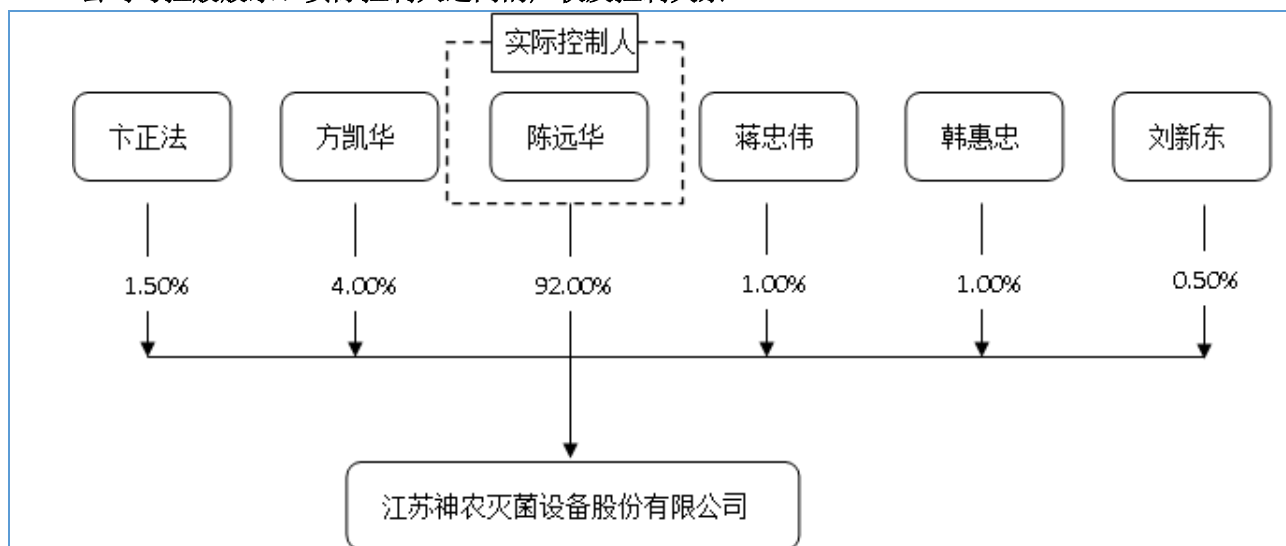 实际控制人
卞正法 方凯华 陈远华 蒋忠伟 韩惠忠 刘新东
1.50% 4.00% 92.00% 1.00% 1.00% 0.50%
江苏神农灭菌设备股份有限公司